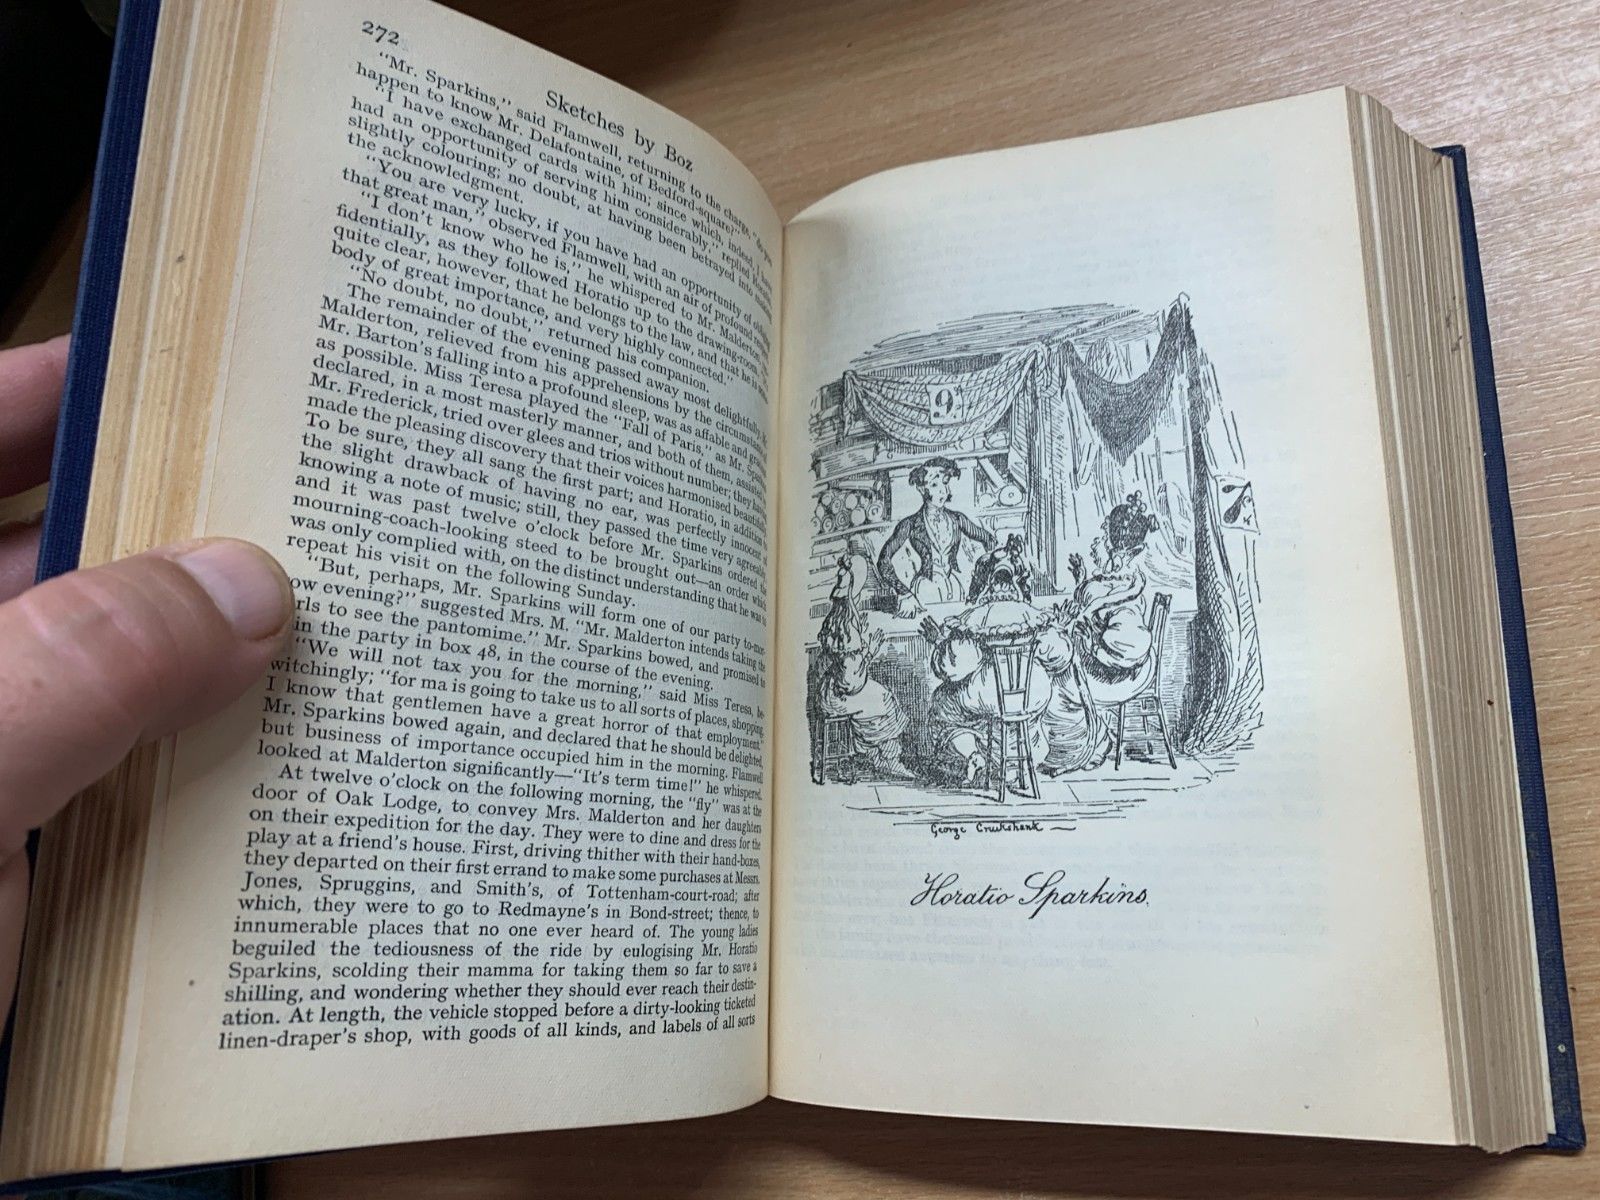 272
Sketches by Boz
"Mr. Sparkins," said Flamwell, returning to the charge, "do you
happen to know Mr. Delafontaine, of Bedford-square?"
"I have exchanged cards with him; since which, indeed, I have
had an opportunity of serving him considerably," replied Horatio,
slightly colouring; no doubt, at having been betrayed into making
the acknowledgment.
"You are very lucky, if you have had an opportunity of obliging
that great man," observed Flamwell, with an air of profound respect.
"I don't know who he is," he whispered to Mr. Malderton, con-
fidentially, as they followed Horatio up to the drawing-room. "It's
quite clear, however, that he belongs to the law, and that he is some-
body of great importance, and very highly connected."
"No doubt, no doubt," returned his companion.
The remainder of the evening passed away most delightfully. Mr.
Malderton, relieved from his apprehensions by the circumstance of
Mr. Barton's falling into a profound sleep, was as affable and gracious
as possible. Miss Teresa played the "Fall of Paris," as Mr. Sparkins
declared, in a most masterly manner, and both of them, assisted by
Mr. Frederick, tried over glees and trios without number; they having
made the pleasing discovery that their voices harmonised beautifully.
To be sure, they all sang the first part; and Horatio, in addition to
the slight drawback of having no ear, was perfectly innocent of
knowing a note of music; still, they passed the time very agreeably,
and it was past twelve o'clock before Mr. Sparkins ordered the
mourning-coach-looking steed to be brought out—an order which
was only complied with, on the distinct understanding that he was to
repeat his visit on the following Sunday.
"But, perhaps, Mr. Sparkins will form one of our party to-mor-
ow evening?" suggested Mrs. M. "Mr. Malderton intends taking the
rls to see the pantomime." Mr. Sparkins bowed, and promised to
in the party in box 48, in the course of the evening.
"We will not tax you for the morning," said Miss Teresa, be-
witchingly; "for ma is going to take us to all sorts of places, shopping.
I know that gentlemen have a great horror of that employment."
Mr. Sparkins bowed again, and declared that he should be delighted,
but business of importance occupied him in the morning. Flamwell
looked at Malderton significantly—"It's term time!" he whispered.
At twelve o'clock on the following morning, the "fly" was at the
door of Oak Lodge, to convey Mrs. Malderton and her daughters
on their expedition for the day. They were to dine and dress for the
play at a friend's house. First, driving thither with their hand-boxes,
they departed on their first errand to make some purchases at Messrs.
Jones, Spruggins, and Smith's, of Tottenham-court-road; after
which, they were to go to Redmayne's in Bond-street; thence, to
innumerable places that no one ever heard of. The young ladies
beguiled the tediousness of the ride by eulogising Mr. Horatio
Sparkins, scolding their mamma for taking them so far to save a
shilling, and wondering whether they should ever reach their destin-
ation. At length, the vehicle stopped before a dirty-looking ticketed
linen-draper's shop, with goods of all kinds, and labels of all sorts
9
7
George Cruikshank
Horatio Sparkins.